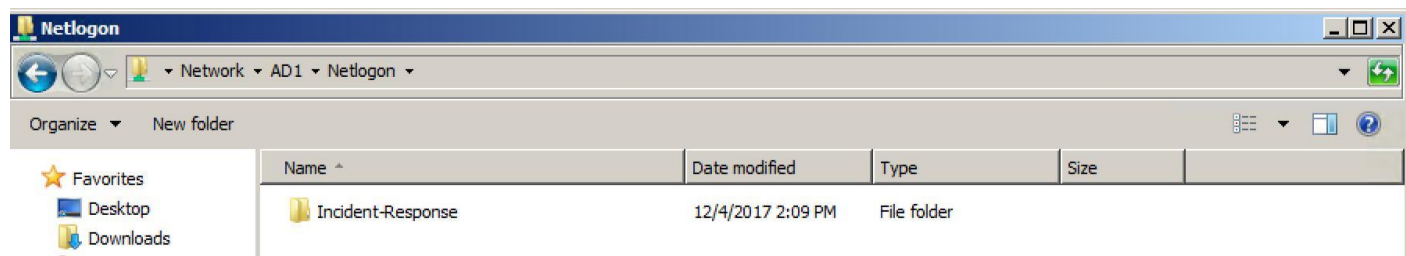 Netlogon
Network AD1 Netlogon
Organize New folder
Name Date modified Type Size
Favorites
Desktop
Downloads
Incident-Response 12/4/2017 2:09 PM File folder